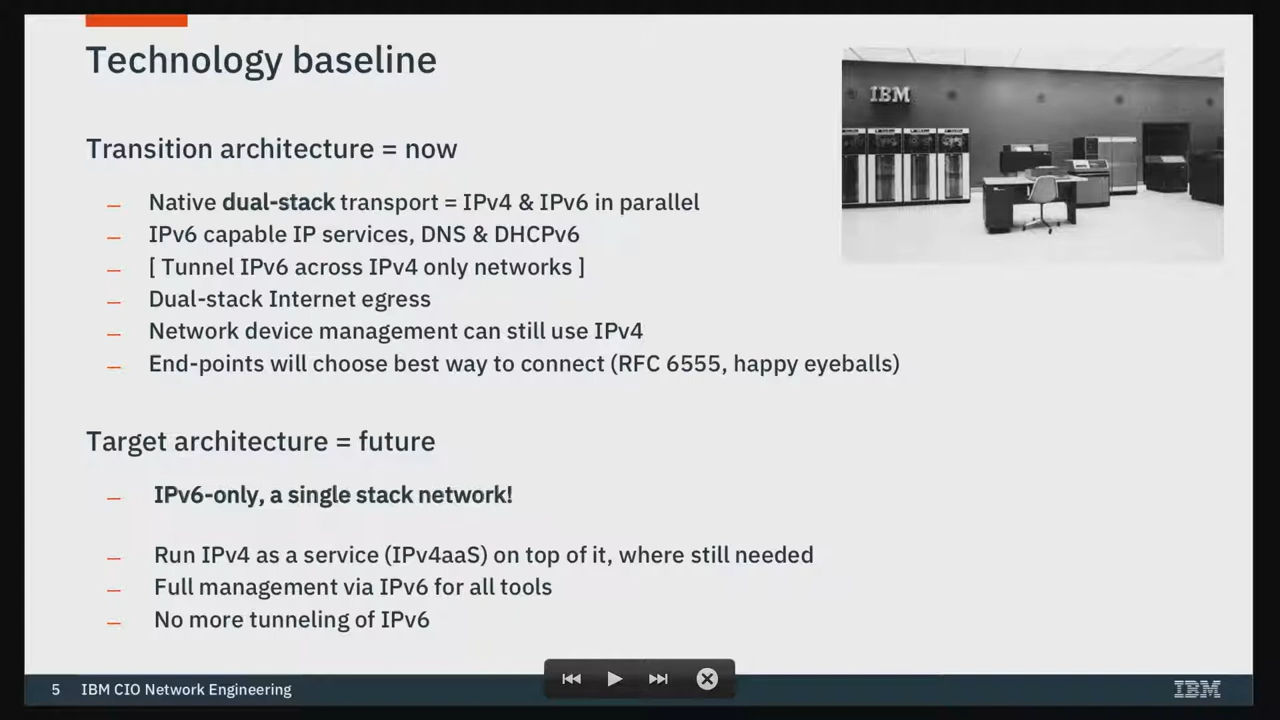 Technology baseline
IBM
Transition architecture = now
– Native dual-stack transport = IPv4 & IPv6 in parallel
– IPv6 capable IP services, DNS & DHCPv6
– [ Tunnel IPv6 across IPv4 only networks ]
– Dual-stack Internet egress
– Network device management can still use IPv4
– End-points will choose best way to connect (RFC 6555, happy eyeballs)
Target architecture = future
– IPv6-only, a single stack network!
– Run IPv4 as a service (IPv4aaS) on top of it, where still needed
– Full management via IPv6 for all tools
– No more tunneling of IPv6
5 IBM CIO Network Engineering
IBM